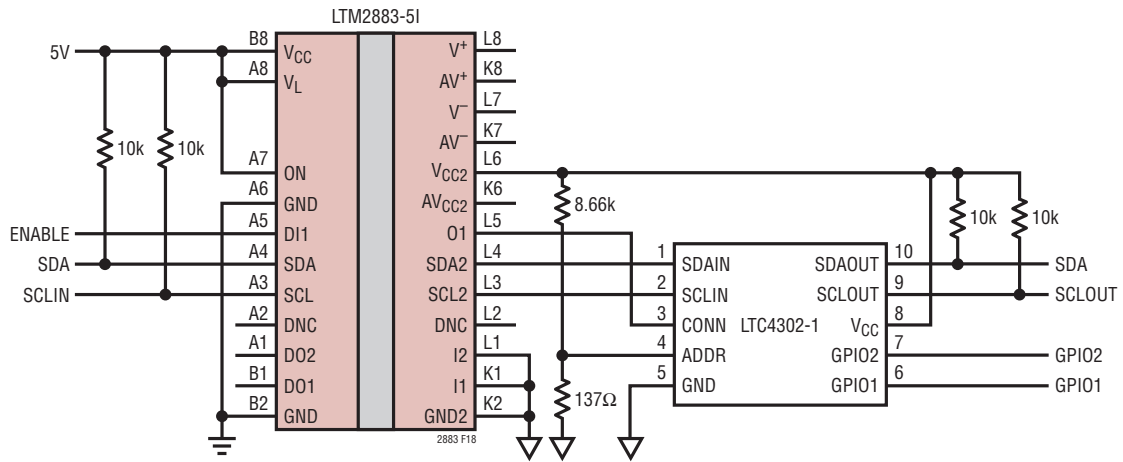 LTM2883-5I
5V
10k
10k
ENABLE
SDA
SCLIN
B8
A8
A7
A6
A5
A4
A3
A2
A1
B1
B2
VCC
VL
ON
GND
DI1
SDA
SCL
DNC
DO2
DO1
GND
V+
AV+
V–
AV–
VCC2
AVCC2
O1
SDA2
SCL2
DNC
I2
I1
GND2
L8
K8
L7
K7
L6
K6
L5
L4
L3
L2
L1
K1
K2
2883 F18
8.66k
137Ω
1
2
3
4
5
SDAIN
SCLIN
CONN
ADDR
GND
LTC4302-1
SDAOUT
SCLOUT
VCC
GPIO2
GPIO1
10
9
8
7
6
10k
10k
SDA
SCLOUT
GPIO2
GPIO1